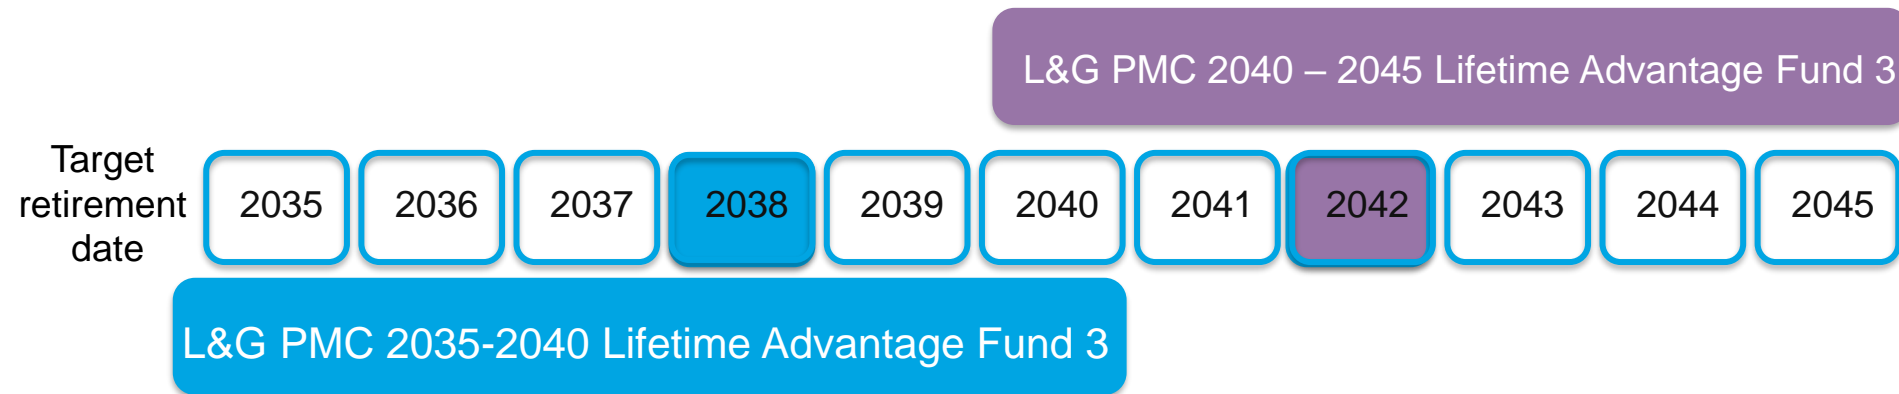 L&G PMC 2040 – 2045 Lifetime Advantage Fund 3
Target
retirement
date
2035 2036 2037 2038 2039 2040 2041 2042 2043 2044 2045
L&G PMC 2035-2040 Lifetime Advantage Fund 3